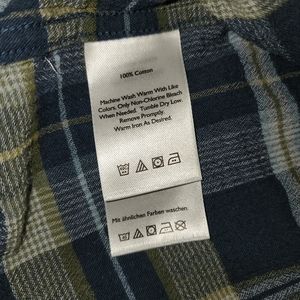 100% Cotton
Machine Wash Warm With Like
Colors. Only Non-Chlorine Bleach
When Needed. Tumble Dry Low
Remove Promptly.
Warm Iron As Desired.
Mit ähnlichen Farben waschen.